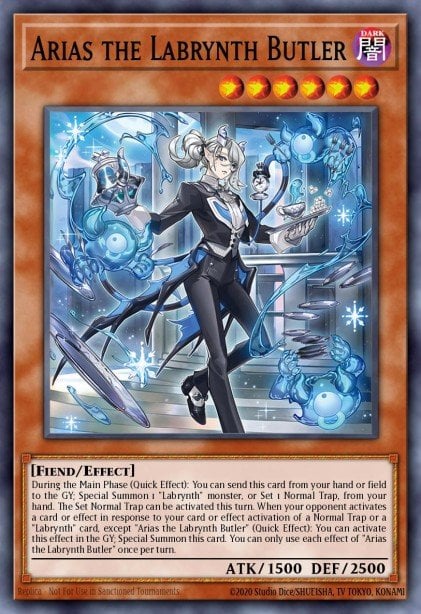 ARIAS THE LABRYNTH BUTLER
DARK
闇
[FIEND/EFFECT]
During the Main Phase (Quick Effect): You can send this card from your hand or field
to the GY; Special Summon 1 "Labrynth" monster, or Set 1 Normal Trap, from your
hand. The Set Normal Trap can be activated this turn. When your opponent activates
a card or effect in response to your card or effect activation of a Normal Trap or a
"Labrynth" card, except "Arias the Labrynth Butler" (Quick Effect): You can activate
this effect in the GY; Special Summon this card. You can only use each effect of "Arias
the Labrynth Butler" once per turn.
ATK/1500 DEF/2500
Replica - Not For Use in Sanctioned Tournaments
©2020 Studio Dice/SHUEISHA, TV TOKYO, KONAMI